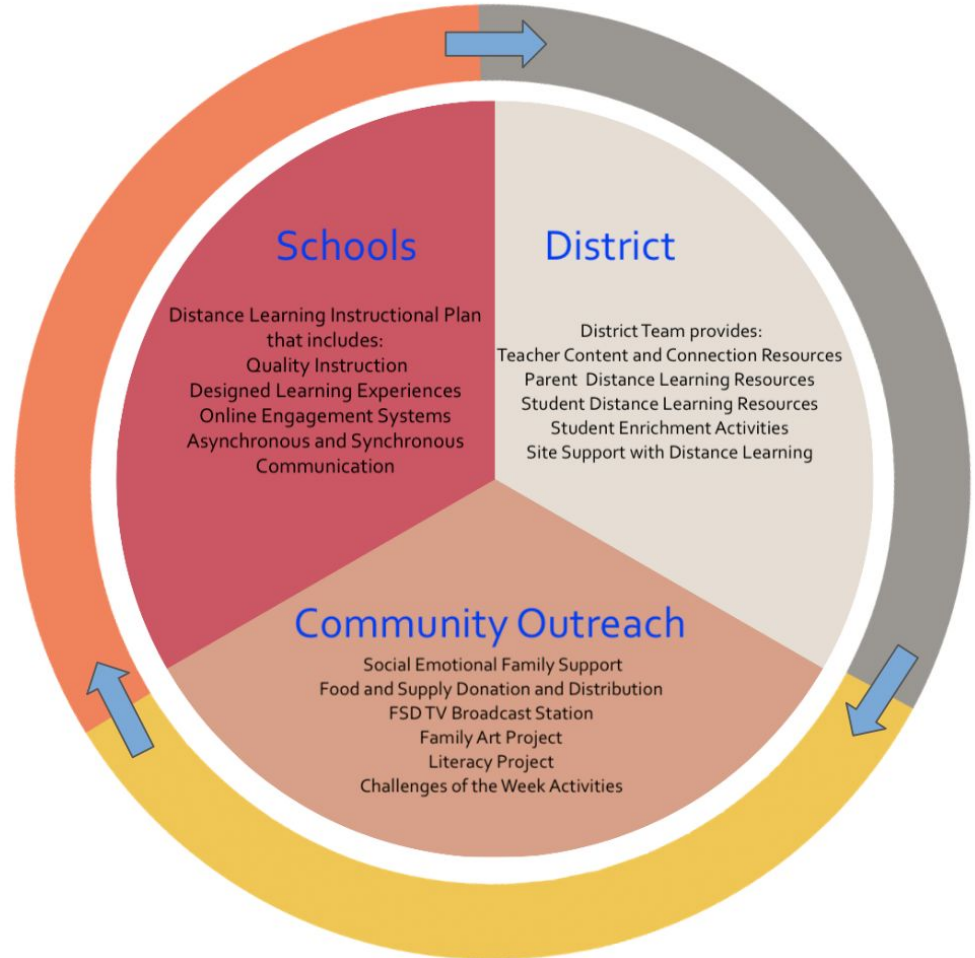 Schools
Distance Learning Instructional Plan
that includes:
Quality Instruction
Designed Learning Experiences
Online Engagement Systems
Asynchronous and Synchronous
Communication
District
District Team provides:
Teacher Content and Connection Resources
Parent Distance Learning Resources
Student Distance Learning Resources
Student Enrichment Activities
Site Support with Distance Learning
Community Outreach
Social Emotional Family Support
Food and Supply Donation and Distribution
FSD TV Broadcast Station
Family Art Project
Literacy Project
Challenges of the Week Activities